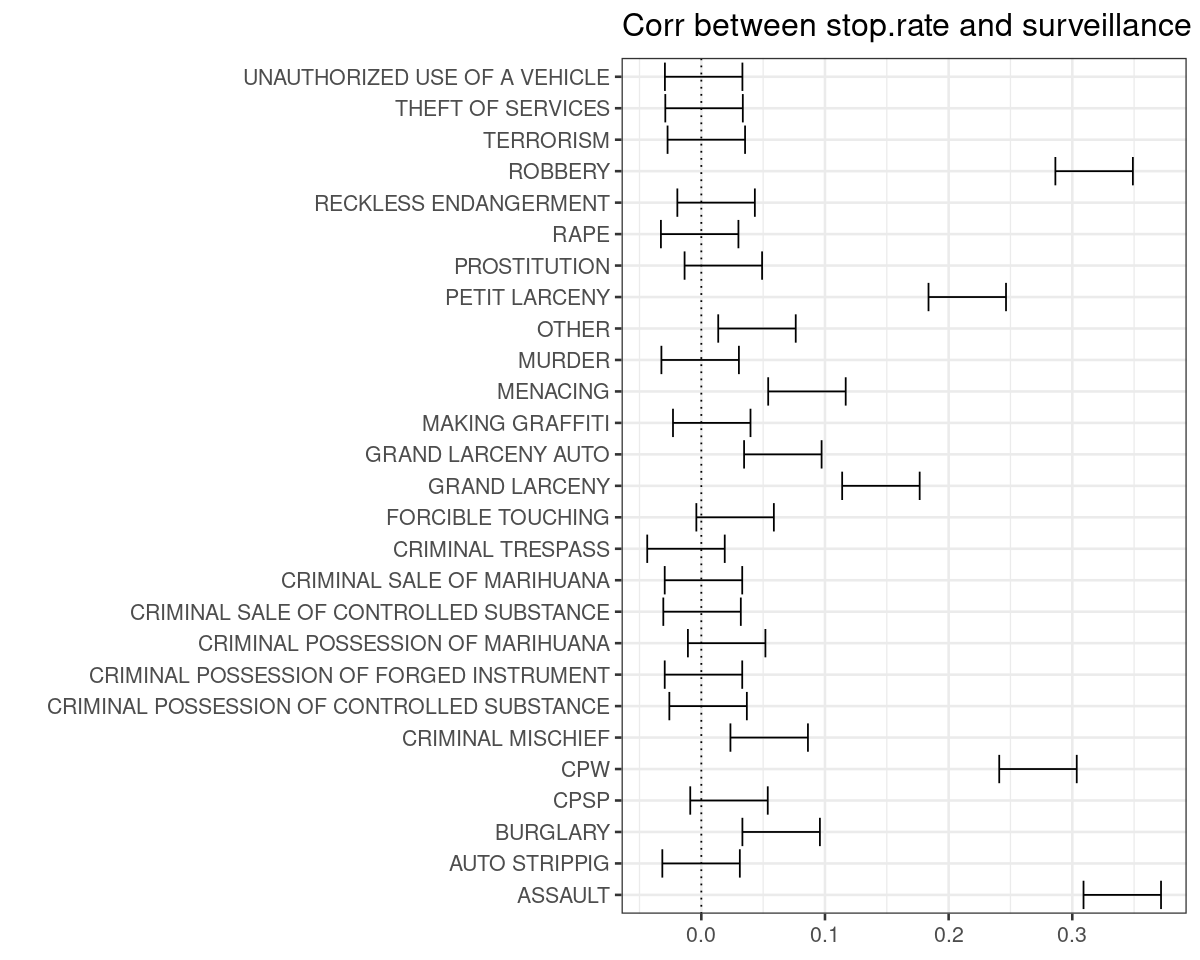 Corr between stop.rate and surveillance
UNAUTHORIZED USE OF A VEHICLE
THEFT OF SERVICES
TERRORISM
ROBBERY
RECKLESS ENDANGERMENT
RAPE
PROSTITUTION
PETIT LARCENY
OTHER
MURDER
MENACING
MAKING GRAFFITI
GRAND LARCENY AUTO
GRAND LARCENY
FORCIBLE TOUCHING
CRIMINAL TRESPASS
CRIMINAL SALE OF MARIHUANA
CRIMINAL SALE OF CONTROLLED SUBSTANCE
CRIMINAL POSSESSION OF MARIHUANA
CRIMINAL POSSESSION OF FORGED INSTRUMENT
CRIMINAL POSSESSION OF CONTROLLED SUBSTANCE
CRIMINAL MISCHIEF
CPW
CPSP
BURGLARY
AUTO STRIPPIG
ASSAULT
0.0 0.1 0.2 0.3